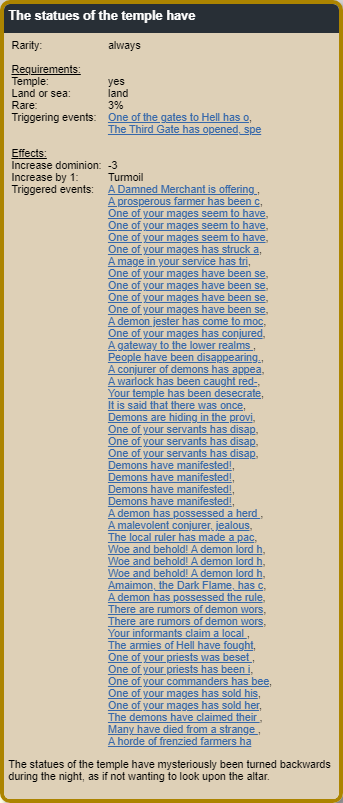 The statues of the temple have
Rarity: always
Requirements:
Temple: yes
Land or sea: land
Rare: 3%
Triggering events: One of the gates to Hell has o,
The Third Gate has opened, spe
Effects:
Increase dominion: -3
Increase by 1: Turmoil
Triggered events: A Damned Merchant is offering ,
A prosperous farmer has been c,
One of your mages seem to have,
One of your mages seem to have,
One of your mages seem to have,
One of your mages has struck a,
A mage in your service has tri,
One of your mages have been se,
One of your mages have been se,
One of your mages have been se,
One of your mages have been se,
A demon jester has come to moc,
One of your mages has conjured,
A gateway to the lower realms ,
People have been disappearing.,
A conjurer of demons has appea,
A warlock has been caught red-,
Your temple has been desecrate,
It is said that there was once,
Demons are hiding in the provi,
One of your servants has disap,
One of your servants has disap,
One of your servants has disap,
Demons have manifested!,
Demons have manifested!,
Demons have manifested!,
Demons have manifested!,
A demon has possessed a herd ,
A malevolent conjurer, jealous,
The local ruler has made a pac,
Woe and behold! A demon lord h,
Woe and behold! A demon lord h,
Woe and behold! A demon lord h,
Amaimon, the Dark Flame, has c,
A demon has possessed the rule,
There are rumors of demon wors,
There are rumors of demon wors,
Your informants claim a local ,
The armies of Hell have fought,
One of your priests was beset ,
One of your priests has been i,
One of your commanders has bee,
One of your mages has sold his,
One of your mages has sold her,
The demons have claimed their ,
Many have died from a strange ,
A horde of frenzied farmers ha
The statues of the temple have mysteriously been turned backwards
during the night, as if not wanting to look upon the altar.